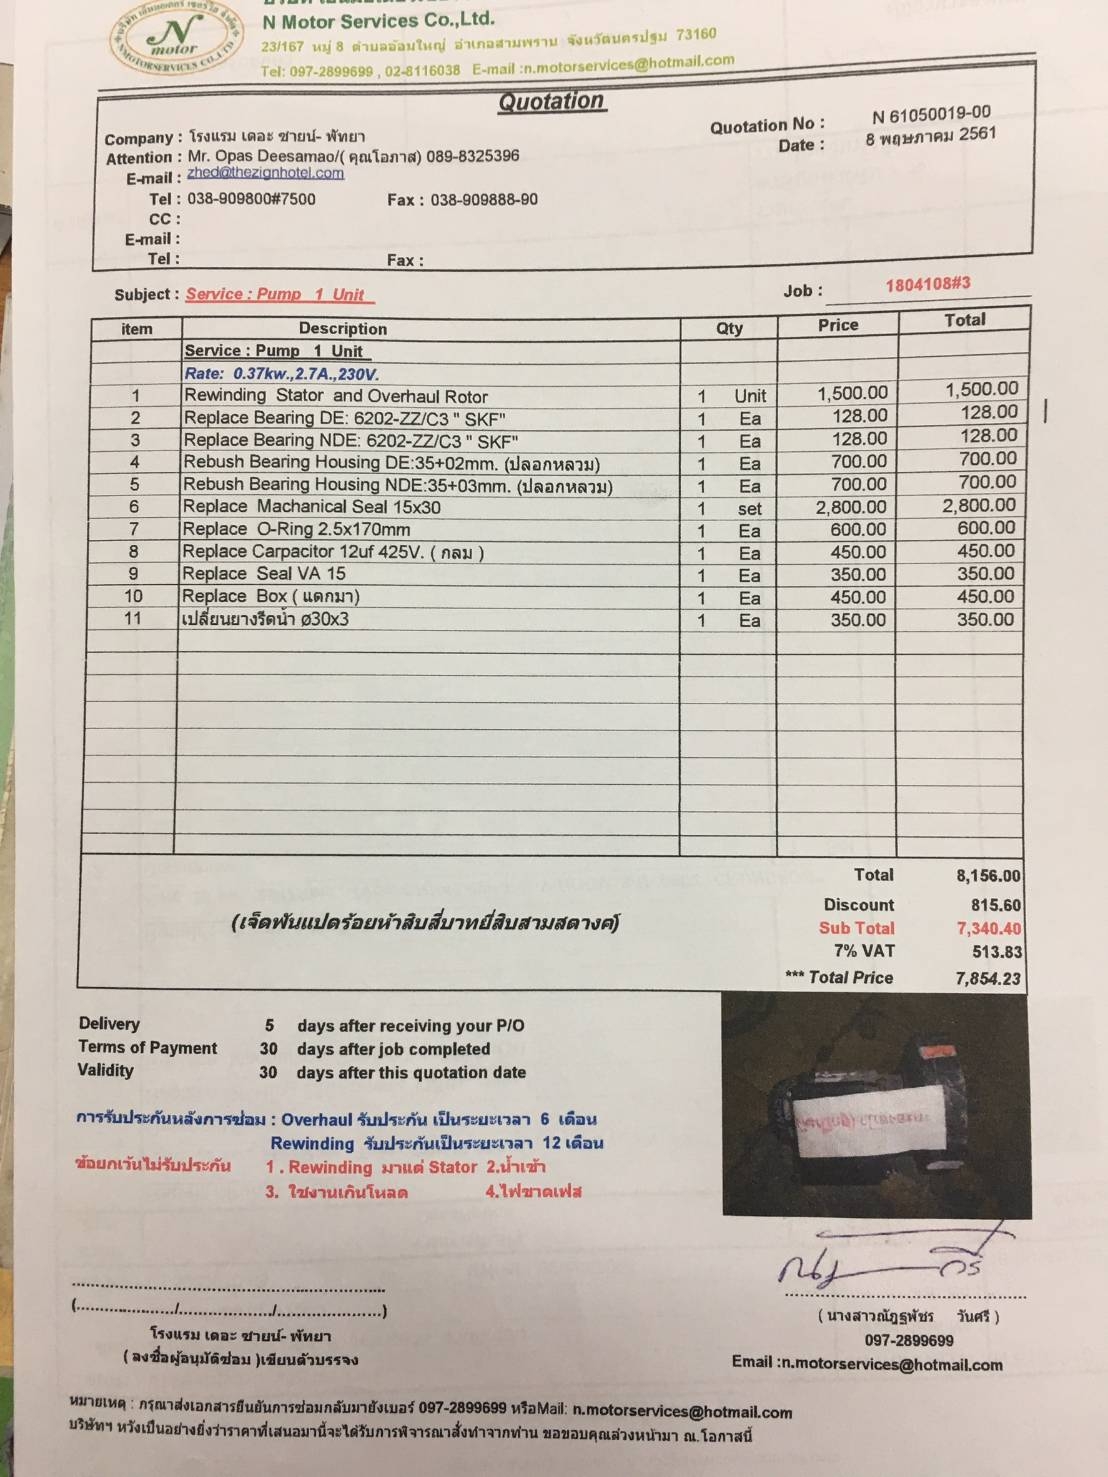 N
motor
NMOTORSERVICES CO.,LTD
N Motor Services Co.,Ltd.
23/167 หมู่ 8 ตำบลอ้อมใหญ่ อำเภอสามพราน จังหวัดนครปฐม 73160
Tel: 097-2899699 , 02-8116038 E-mail :n.motorservices@hotmail.com
Quotation
Company : โรงแรม เดอะ ซายน์- พัทยา
Quotation No : N 61050019-00
Attention : Mr. Opas Deesamao/( คุณโอภาส) 089-8325396
Date : 8 พฤษภาคม 2561
E-mail : zhed@thezignhotel.com
Tel : 038-909800#7500 Fax : 038-909888-90
CC :
E-mail :
Tel : Fax :
Subject : Service : Pump 1 Unit Job : 1804108#3
item Description Qty Price Total
Service : Pump 1 Unit
Rate: 0.37kw.,2.7A.,230V.
1 Rewinding Stator and Overhaul Rotor 1 Unit 1,500.00 1,500.00
2 Replace Bearing DE: 6202-ZZ/C3 " SKF" 1 Ea 128.00 128.00
3 Replace Bearing NDE: 6202-ZZ/C3 " SKF" 1 Ea 128.00 128.00
4 Rebush Bearing Housing DE:35+02mm. (ปลอกหลวม) 1 Ea 700.00 700.00
5 Rebush Bearing Housing NDE:35+03mm. (ปลอกหลวม) 1 Ea 700.00 700.00
6 Replace Machanical Seal 15x30 1 set 2,800.00 2,800.00
7 Replace O-Ring 2.5x170mm 1 Ea 600.00 600.00
8 Replace Carpacitor 12uf 425V. ( กลม ) 1 Ea 450.00 450.00
9 Replace Seal VA 15 1 Ea 350.00 350.00
10 Replace Box ( แตกมา) 1 Ea 450.00 450.00
11 เปลี่ยนยางรีดน้ำ ø30x3 1 Ea 350.00 350.00
Total 8,156.00
Discount 815.60
(เจ็ดพันแปดร้อยห้าสิบสี่บาทยี่สิบสามสตางค์)
Sub Total 7,340.40
7% VAT 513.83
*** Total Price 7,854.23
Delivery 5 days after receiving your P/O
Terms of Payment 30 days after job completed
Validity 30 days after this quotation date
การรับประกันหลังการซ่อม : Overhaul รับประกัน เป็นระยะเวลา 6 เดือน
Rewinding รับประกันเป็นระยะเวลา 12 เดือน
ข้อยกเว้นไม่รับประกัน 1 . Rewinding มาแต่ Stator 2.น้ำเข้า
3. ใช้งานเกินโหลด 4.ไฟขาดเฟส
(..................../..................../....................)
โรงแรม เดอะ ซายน์- พัทยา
( ลงชื่อผู้อนุมัติซ่อม )เขียนตัวบรรจง
( นางสาวณัฎฐพัชร วันศรี )
097-2899699
Email :n.motorservices@hotmail.com
หมายเหตุ : กรุณาส่งเอกสารยืนยันการซ่อมกลับมายังเบอร์ 097-2899699 หรือMail: n.motorservices@hotmail.com
บริษัทฯ หวังเป็นอย่างยิ่งว่าราคาที่เสนอมานี้จะได้รับการพิจารณาสั่งทำจากท่าน ขอขอบคุณล่วงหน้ามา ณ.โอกาสนี้